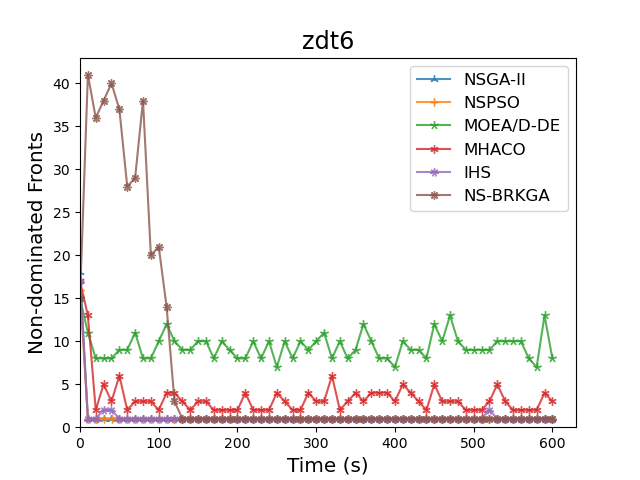 zdt6
Non-dominated Fronts
40
35
30
25
20
15
10
5
0
NSGA-II
NSPSO
MOEA/D-DE
MHACO
IHS
NS-BRKGA
0 100 200 300 400 500 600
Time (s)